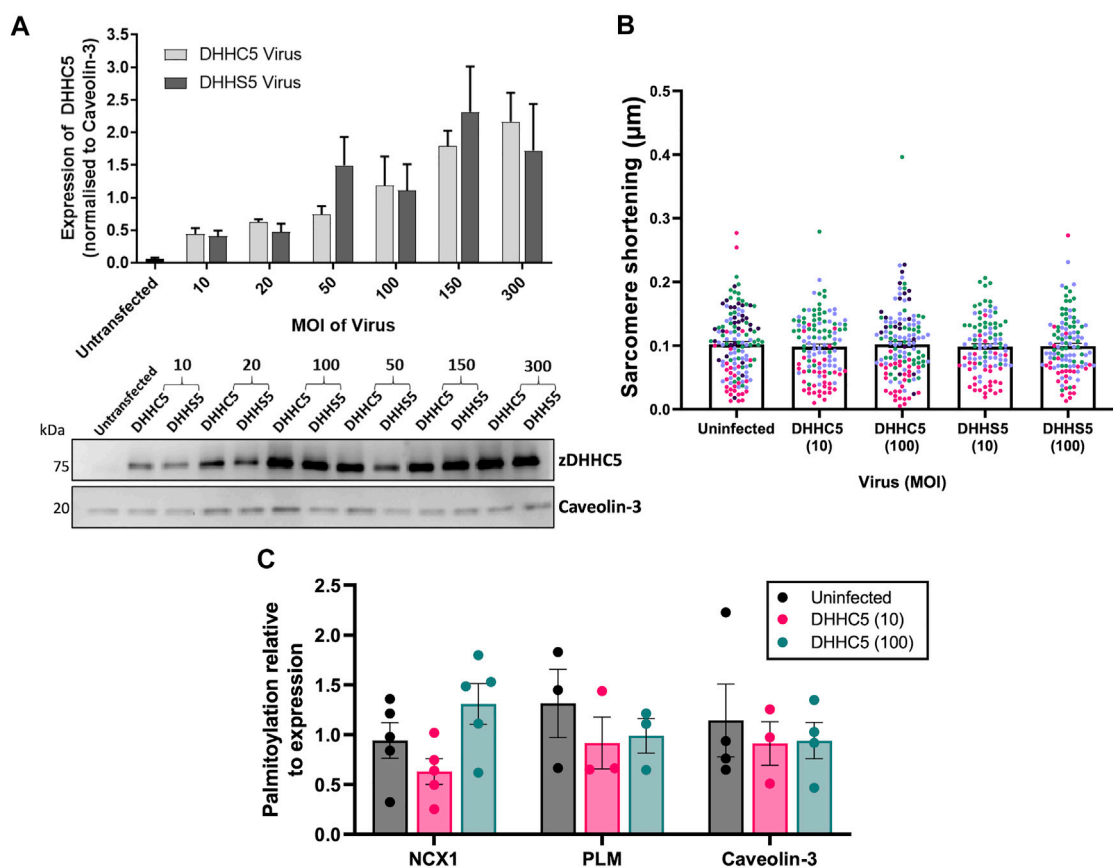 A
Expression of DHHC5
(normalised to Caveolin-3)
3.5
3.0
2.5
2.0
1.5
1.0
0.5
0.0
DHHC5 Virus
DHHS5 Virus
Untransfected
10
20
50
100
150
300
MOI of Virus
10
20
100
50
150
300
Untransfected
DHHC5
DHHS5
DHHC5
DHHS5
DHHC5
DHHS5
DHHC5
DHHS5
DHHC5
DHHS5
DHHC5
DHHS5
kDa
75
zDHHC5
20
Caveolin-3
B
Sarcomere shortening (μm)
0.5
0.4
0.3
0.2
0.1
0.0
Uninfected
DHHC5
(10)
DHHC5
(100)
DHHS5
(10)
DHHS5
(100)
Virus (MOI)
C
Palmitoylation relative
to expression
2.5
2.0
1.5
1.0
0.5
0.0
Uninfected
DHHC5 (10)
DHHC5 (100)
NCX1
PLM
Caveolin-3